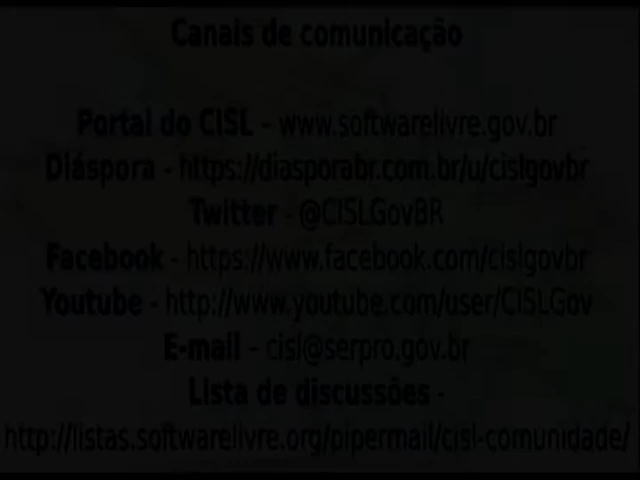 Canais de comunicação
Portal do CISL - www.softwarelivre.gov.br
Diáspora - https://diasporabr.com.br/u/cislgovbr
Twitter - @CISLGovBR
Facebook - https://www.facebook.com/cislgovbr
Youtube - http://www.youtube.com/user/CISLGov
E-mail - cisl@serpro.gov.br
Lista de discussões -
http://listas.softwarelivre.org/pipermail/cisl-comunidade/